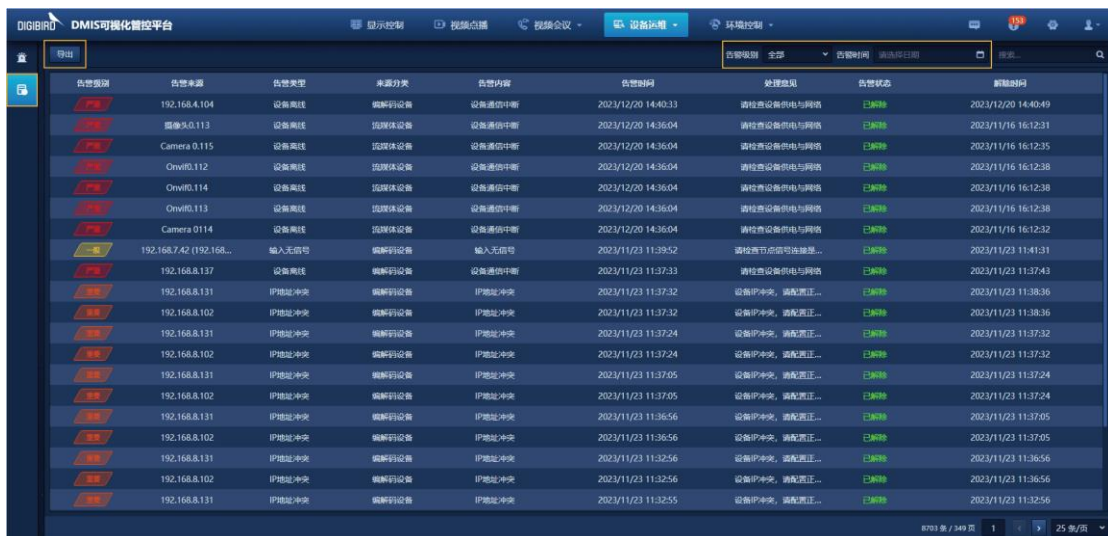 DIGIBIRD DMIS可视化管控平台 显示控制 视频点播 视频会议 设备运维 环境控制 153
导出 告警级别 全部 告警时间 请选择日期 搜索...
告警级别 告警来源 告警类型 来源分类 告警内容 告警时间 处理意见 告警状态 解除时间
严重 192.168.4.104 设备离线 编解码设备 设备通信中断 2023/12/20 14:40:33 请检查设备供电与网络 已解除 2023/12/20 14:40:49
严重 摄像头0.113 设备离线 流媒体设备 设备通信中断 2023/12/20 14:36:04 请检查设备供电与网络 已解除 2023/11/16 16:12:31
严重 Camera 0.115 设备离线 流媒体设备 设备通信中断 2023/12/20 14:36:04 请检查设备供电与网络 已解除 2023/11/16 16:12:35
严重 Onvif0.112 设备离线 流媒体设备 设备通信中断 2023/12/20 14:36:04 请检查设备供电与网络 已解除 2023/11/16 16:12:38
严重 Onvif0.114 设备离线 流媒体设备 设备通信中断 2023/12/20 14:36:04 请检查设备供电与网络 已解除 2023/11/16 16:12:38
严重 Onvif0.113 设备离线 流媒体设备 设备通信中断 2023/12/20 14:36:04 请检查设备供电与网络 已解除 2023/11/16 16:12:38
严重 Camera 0114 设备离线 流媒体设备 设备通信中断 2023/12/20 14:36:04 请检查设备供电与网络 已解除 2023/11/16 16:12:32
一般 192.168.7.42 (192.168... 输入无信号 编解码设备 输入无信号 2023/11/23 11:39:52 请检查节点信号连接是... 已解除 2023/11/23 11:41:31
严重 192.168.8.137 设备离线 编解码设备 设备通信中断 2023/11/23 11:37:33 请检查设备供电与网络 已解除 2023/11/23 11:37:43
重要 192.168.8.131 IP地址冲突 编解码设备 IP地址冲突 2023/11/23 11:37:32 设备IP冲突，请配置正... 已解除 2023/11/23 11:38:36
重要 192.168.8.102 IP地址冲突 编解码设备 IP地址冲突 2023/11/23 11:37:32 设备IP冲突，请配置正... 已解除 2023/11/23 11:38:36
重要 192.168.8.131 IP地址冲突 编解码设备 IP地址冲突 2023/11/23 11:37:24 设备IP冲突，请配置正... 已解除 2023/11/23 11:37:32
重要 192.168.8.102 IP地址冲突 编解码设备 IP地址冲突 2023/11/23 11:37:24 设备IP冲突，请配置正... 已解除 2023/11/23 11:37:32
重要 192.168.8.131 IP地址冲突 编解码设备 IP地址冲突 2023/11/23 11:37:05 设备IP冲突，请配置正... 已解除 2023/11/23 11:37:24
重要 192.168.8.102 IP地址冲突 编解码设备 IP地址冲突 2023/11/23 11:37:05 设备IP冲突，请配置正... 已解除 2023/11/23 11:37:24
重要 192.168.8.131 IP地址冲突 编解码设备 IP地址冲突 2023/11/23 11:36:56 设备IP冲突，请配置正... 已解除 2023/11/23 11:37:05
重要 192.168.8.102 IP地址冲突 编解码设备 IP地址冲突 2023/11/23 11:36:56 设备IP冲突，请配置正... 已解除 2023/11/23 11:37:05
重要 192.168.8.131 IP地址冲突 编解码设备 IP地址冲突 2023/11/23 11:32:56 设备IP冲突，请配置正... 已解除 2023/11/23 11:36:56
重要 192.168.8.102 IP地址冲突 编解码设备 IP地址冲突 2023/11/23 11:32:56 设备IP冲突，请配置正... 已解除 2023/11/23 11:36:56
重要 192.168.8.131 IP地址冲突 编解码设备 IP地址冲突 2023/11/23 11:32:55 设备IP冲突，请配置正... 已解除 2023/11/23 11:32:56
8703 条 / 349 页 1 25 条/页